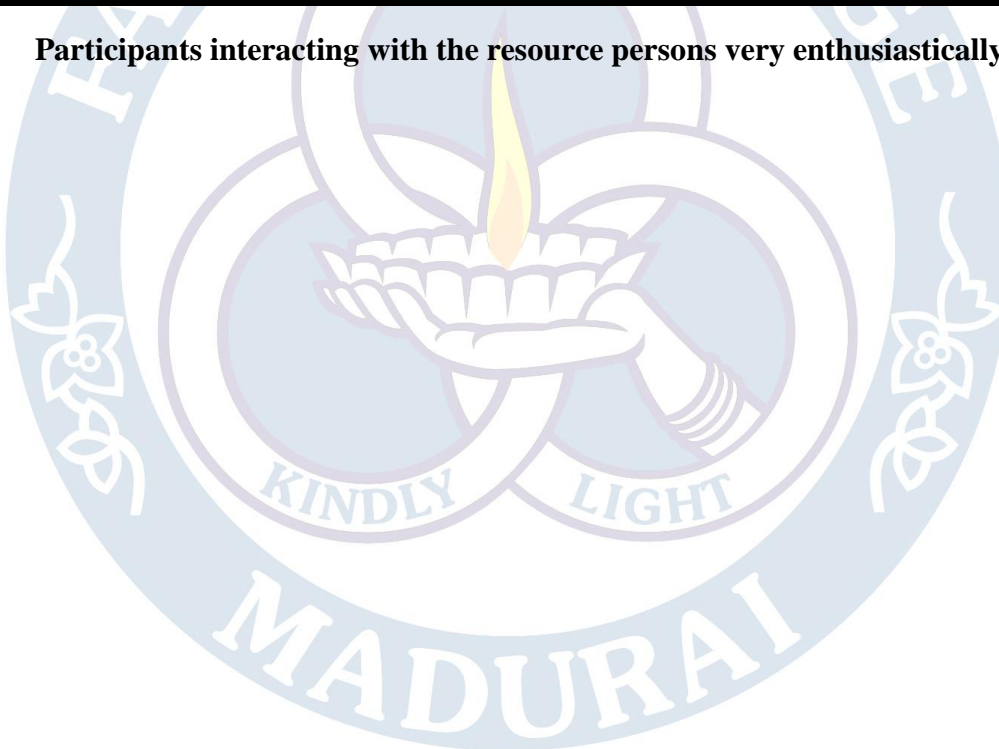 Participants interacting with the resource persons very enthusiastically
KINDLY LIGHT
MADURAI